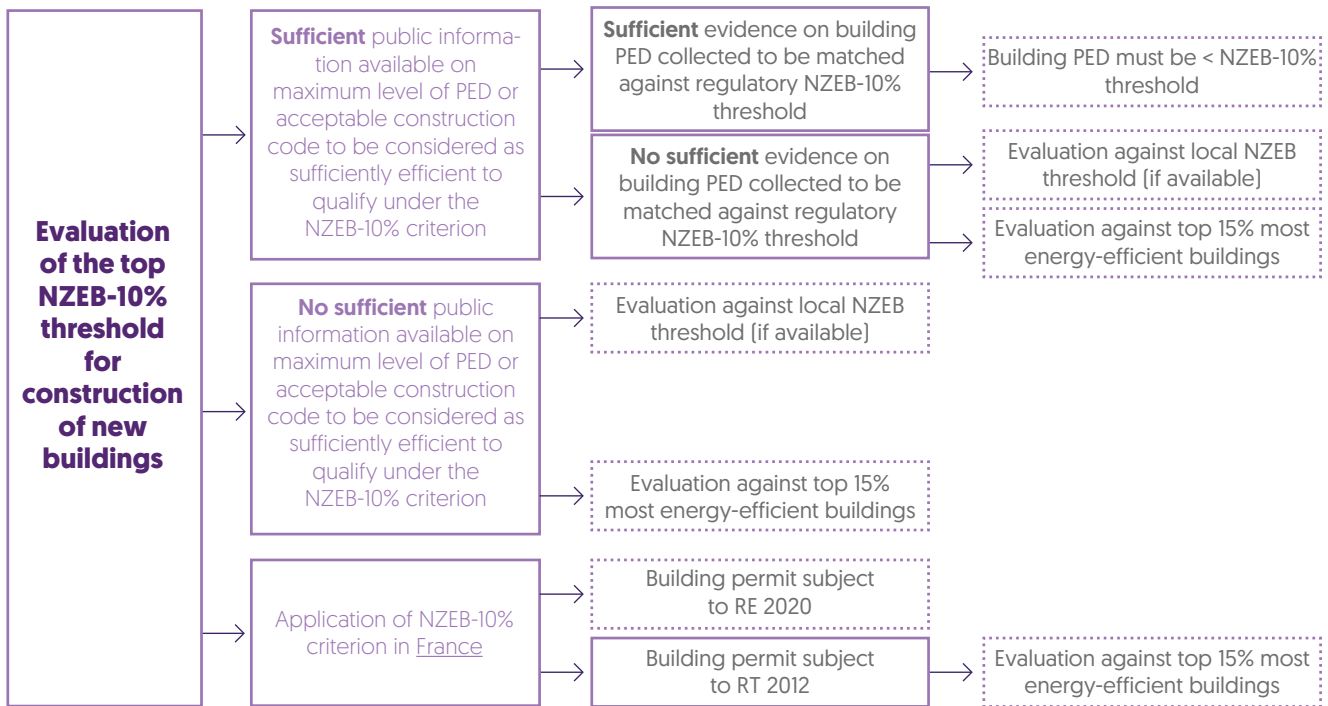 Evaluation
of the top
NZEB-10%
threshold
for
construction
of new
buildings
Sufficient public informa-
tion available on
maximum level of PED or
acceptable construction
code to be considered as
sufficiently efficient to
qualify under the
NZEB-10% criterion
Sufficient evidence on building
PED collected to be matched
against regulatory NZEB-10%
threshold
Building PED must be < NZEB-10%
threshold
No sufficient evidence on
building PED collected to be
matched against regulatory
NZEB-10% threshold
Evaluation against local NZEB
threshold (if available)
Evaluation against top 15% most
energy-efficient buildings
No sufficient public
information available on
maximum level of PED or
acceptable construction
code to be considered as
sufficiently efficient to
qualify under the
NZEB-10% criterion
Evaluation against local NZEB
threshold (if available)
Evaluation against top 15%
most energy-efficient buildings
Application of NZEB-10%
criterion in France
Building permit subject
to RE 2020
Building permit subject
to RT 2012
Evaluation against top 15% most
energy-efficient buildings